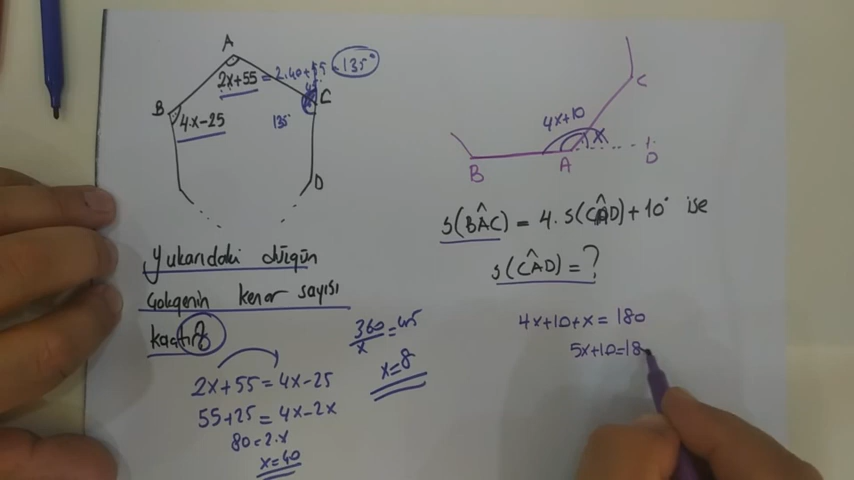 A
2x+55 = 2.40+55 = 135°
45
B
4x-25
135
C
D
Yukarıdaki düzgün
çokgenin kenar sayısı
kaçtır?
2x+55 = 4x-25
55+25 = 4x-2x
80=2.x
x=40
360/x = 45
x=8
C
4x+10
x
B
A
D
s(BÂC) = 4. s(CÂD)+10° ise
s(CÂD) = ?
4x+10+x = 180
5x+10=18